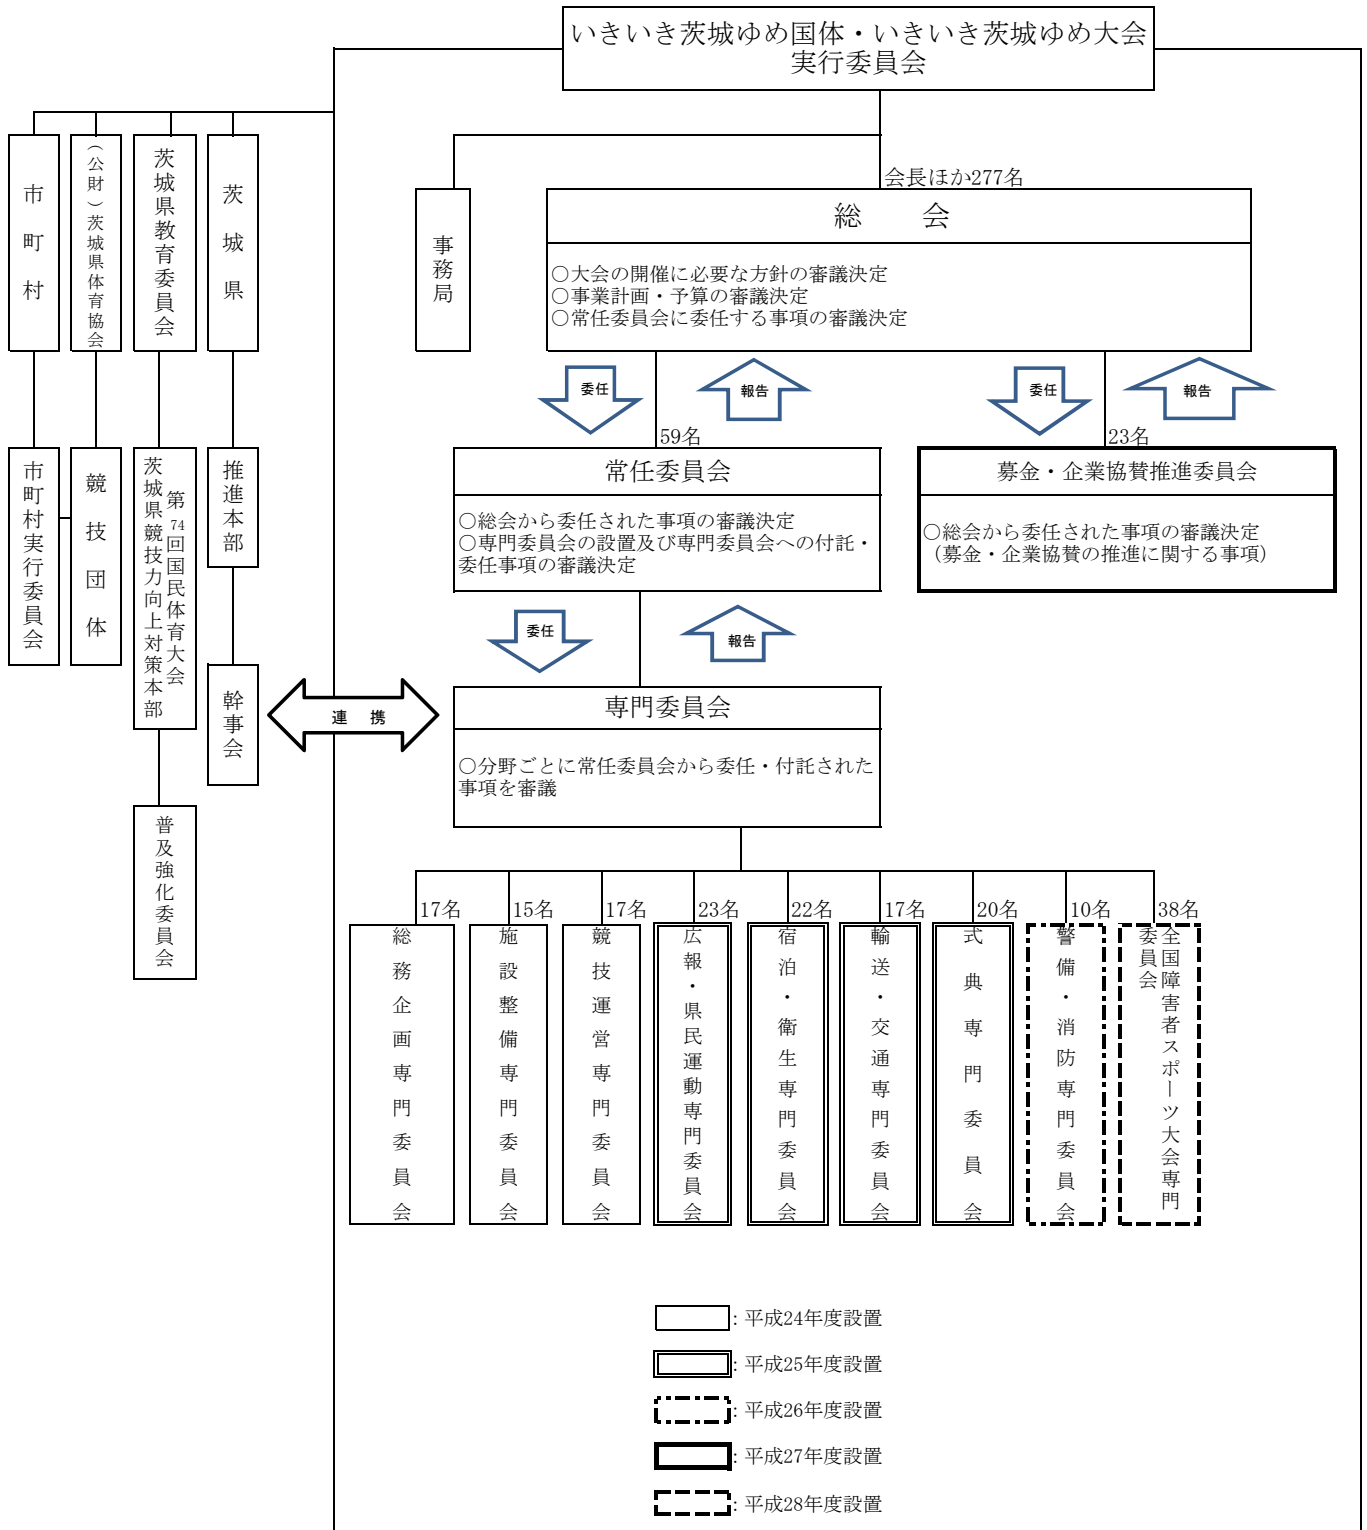 いきいき茨城ゆめ国体・いきいき茨城ゆめ大会
実行委員会
市町村
（公財）茨城県体育協会
茨城県教育委員会
茨城県
事務局
会長ほか277名
総　会
○大会の開催に必要な方針の審議決定
○事業計画・予算の審議決定
○常任委員会に委任する事項の審議決定
委任
報告
委任
報告
市町村実行委員会
競技団体
第74回国民体育大会
茨城県競技力向上対策本部
推進本部
幹事会
普及強化委員会
59名
常任委員会
○総会から委任された事項の審議決定
○専門委員会の設置及び専門委員会への付託・
委任事項の審議決定
23名
募金・企業協賛推進委員会
○総会から委任された事項の審議決定
（募金・企業協賛の推進に関する事項）
委任
報告
連　携
専門委員会
○分野ごとに常任委員会から委任・付託された
事項を審議
17名
総務企画専門委員会
15名
施設整備専門委員会
17名
競技運営専門委員会
23名
広報・県民運動専門委員会
22名
宿泊・衛生専門委員会
17名
輸送・交通専門委員会
20名
式典専門委員会
10名
警備・消防専門委員会
38名
全国障害者スポーツ大会専門
委員会
：平成24年度設置
：平成25年度設置
：平成26年度設置
：平成27年度設置
：平成28年度設置